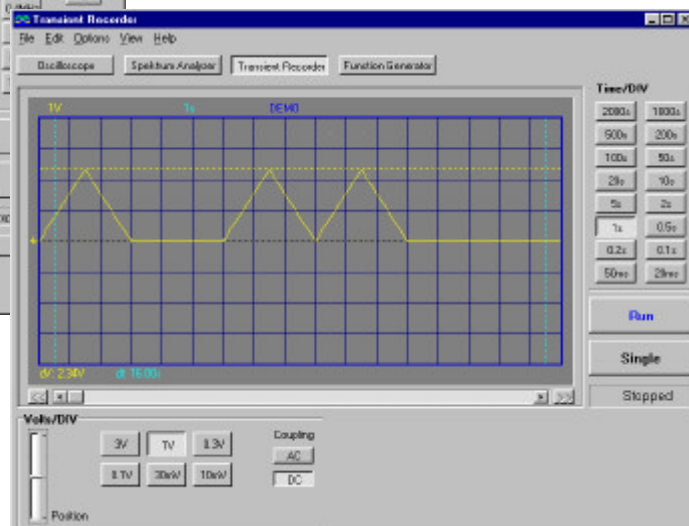 Transient Recorder
File Edit Options View Help
Oscilloscope Spektrum Analyzer Transient Recorder Function Generator
1V 1s DEMO
dV: 2.34V dt 16.00s
Time/DIV
2000s 1000s
500s 200s
100s 50s
20s 10s
5s 2s
1s 0.5s
0.2s 0.1s
50ms 20ms
Run
Single
Stopped
Volts/DIV
3V 1V 0.3V
0.1V 30mV 10mV
Coupling
AC
DC
Position